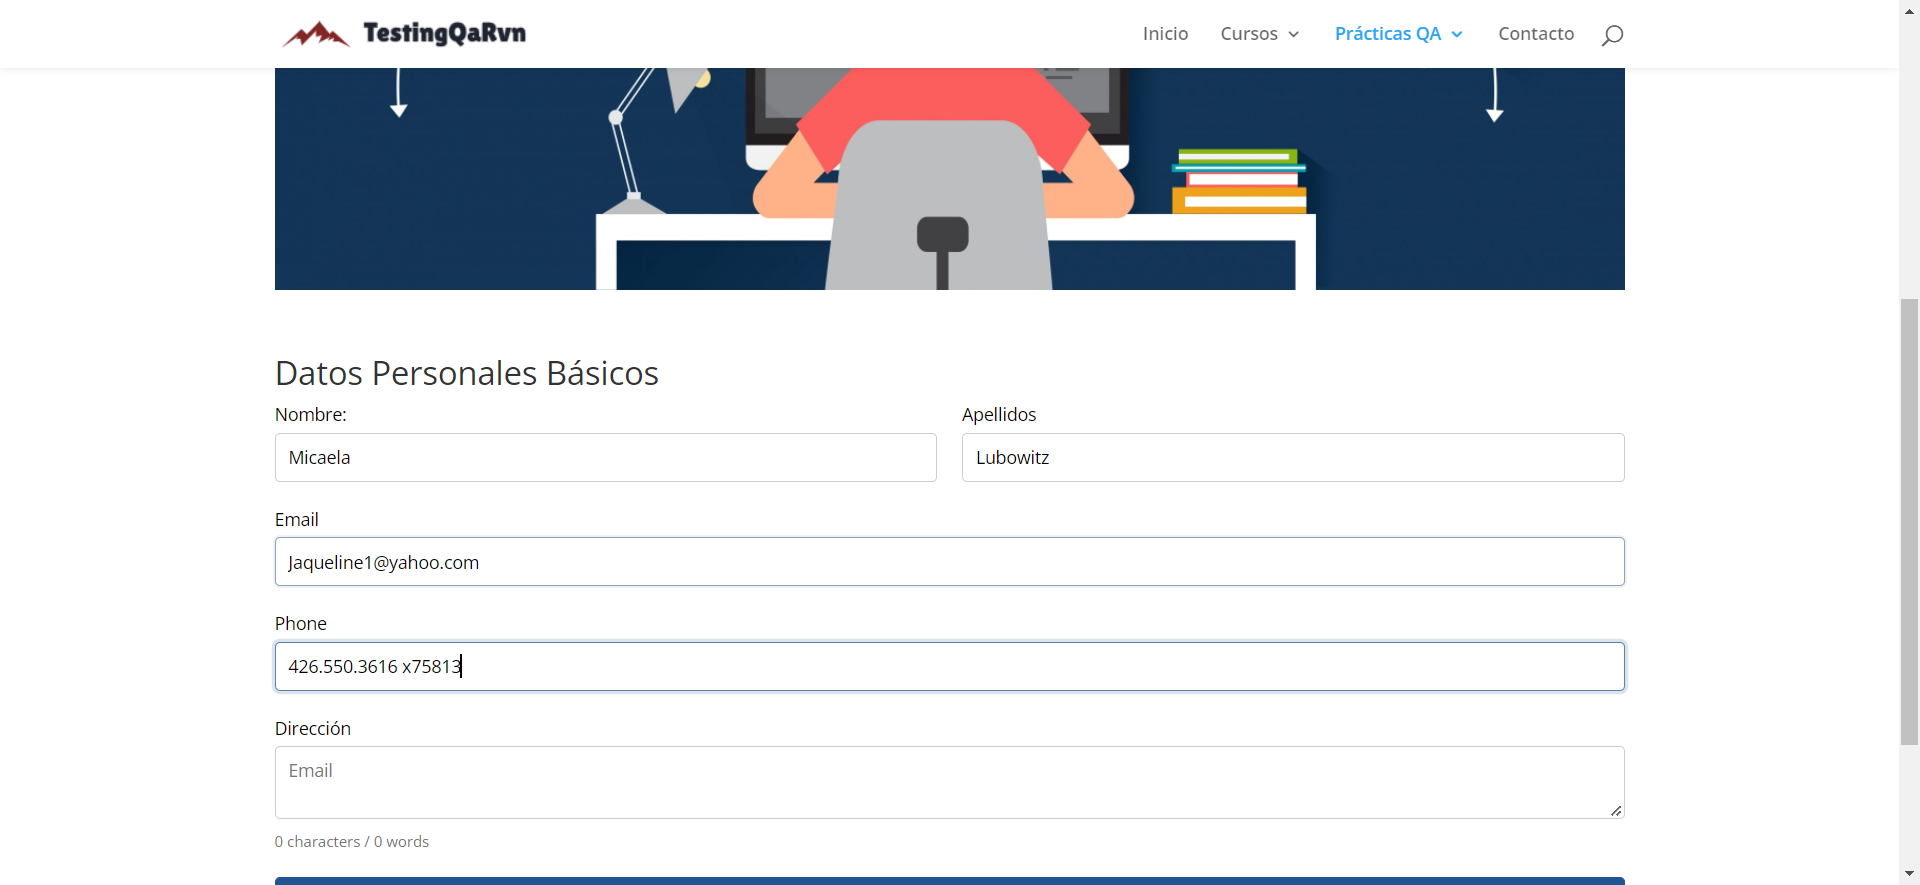 TestingQaRvn
Inicio Cursos Prácticas QA Contacto
Datos Personales Básicos
Nombre: Apellidos
Micaela Lubowitz
Email
Jaqueline1@yahoo.com
Phone
426.550.3616 x75813
Dirección
Email
0 characters / 0 words